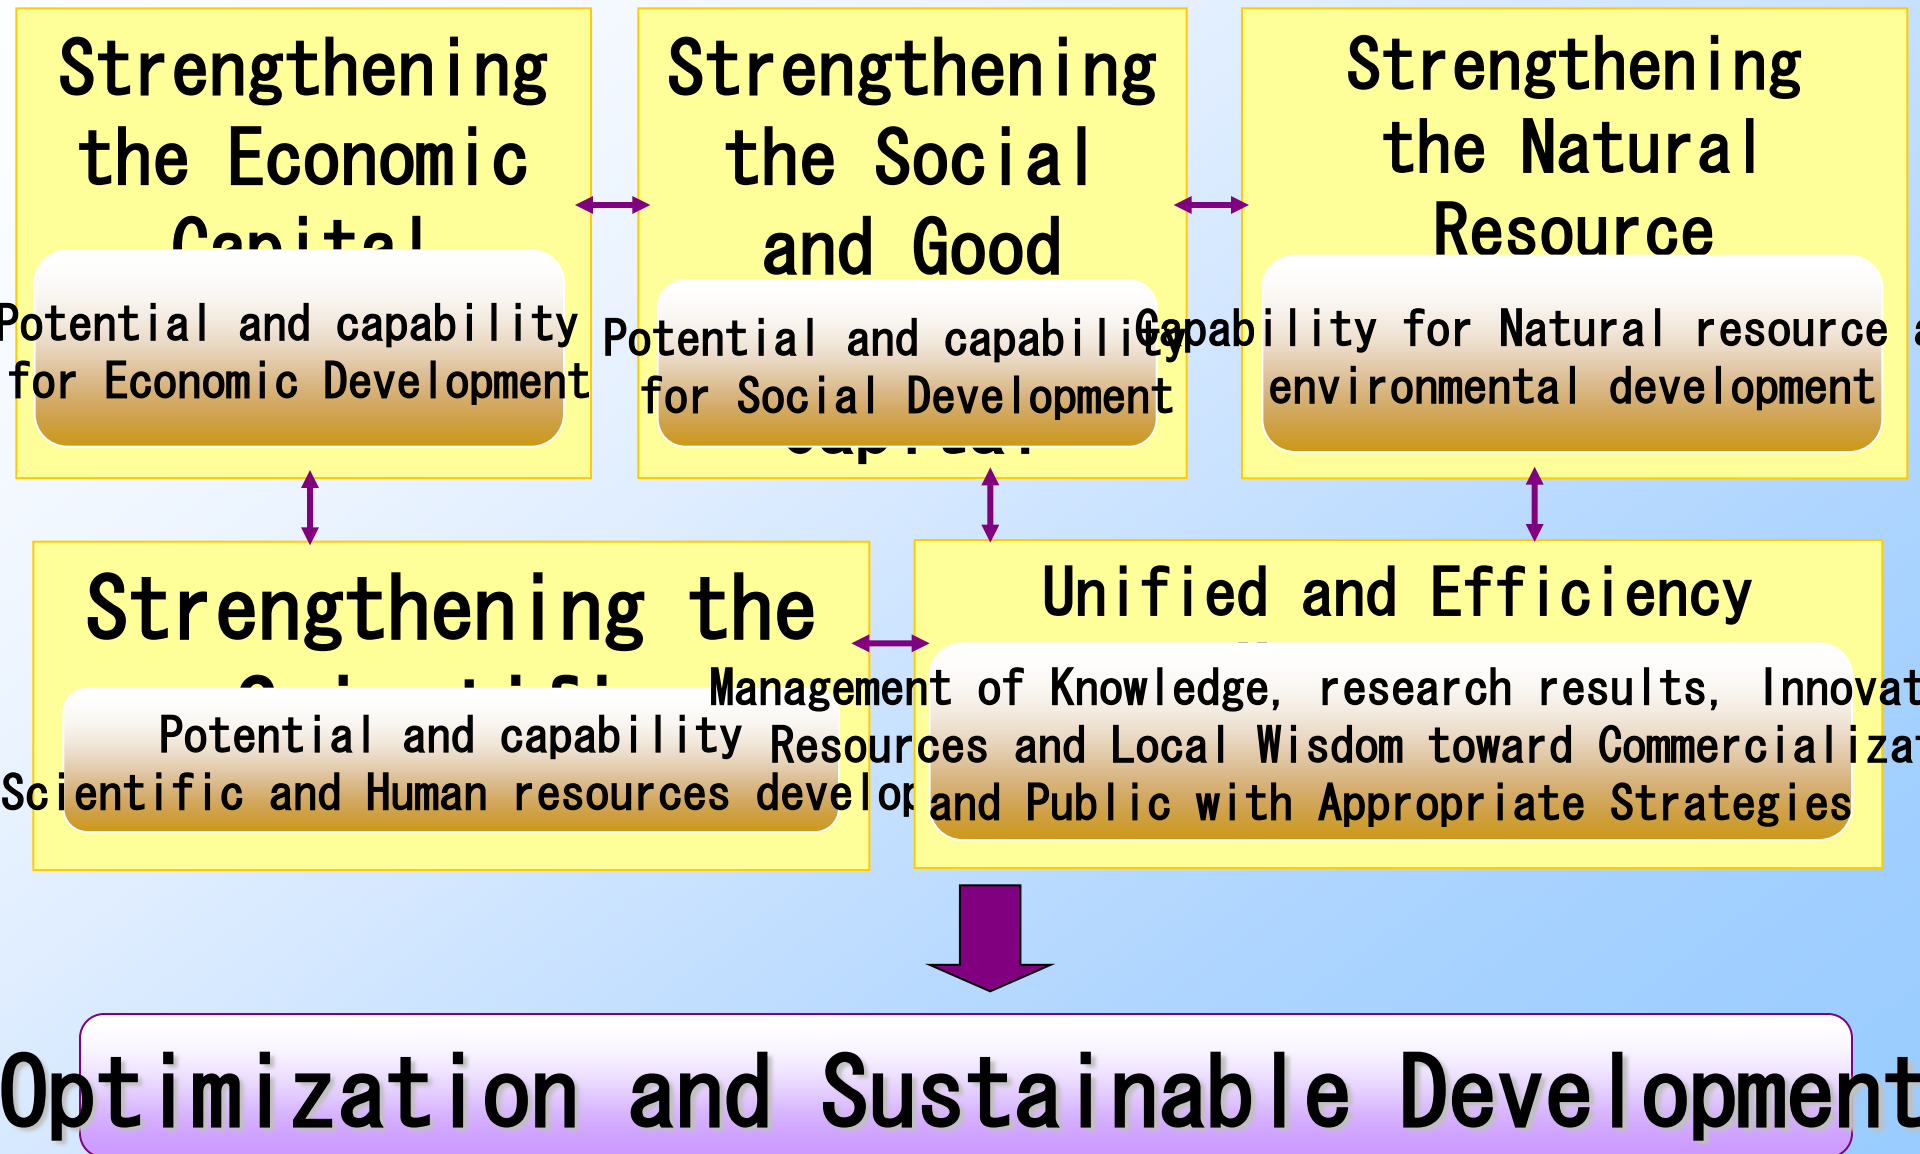 Strengthening
the Economic
Capital
Potential and capability
for Economic Development
Strengthening
the Social
and Good
Capital
Potential and capability
for Social Development
Strengthening
the Natural
Resource
Capability for Natural resource
environmental development
Strengthening the
Scientific
Potential and capability
Scientific and Human resources
Unified and Efficiency
Management of Knowledge, research results,
Resources and Local Wisdom toward
and Public with Appropriate Strategies
Optimization and Sustainable Development